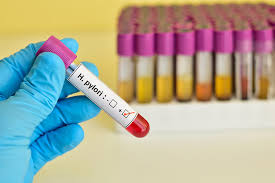 H. pylori: - ☐ + ☑